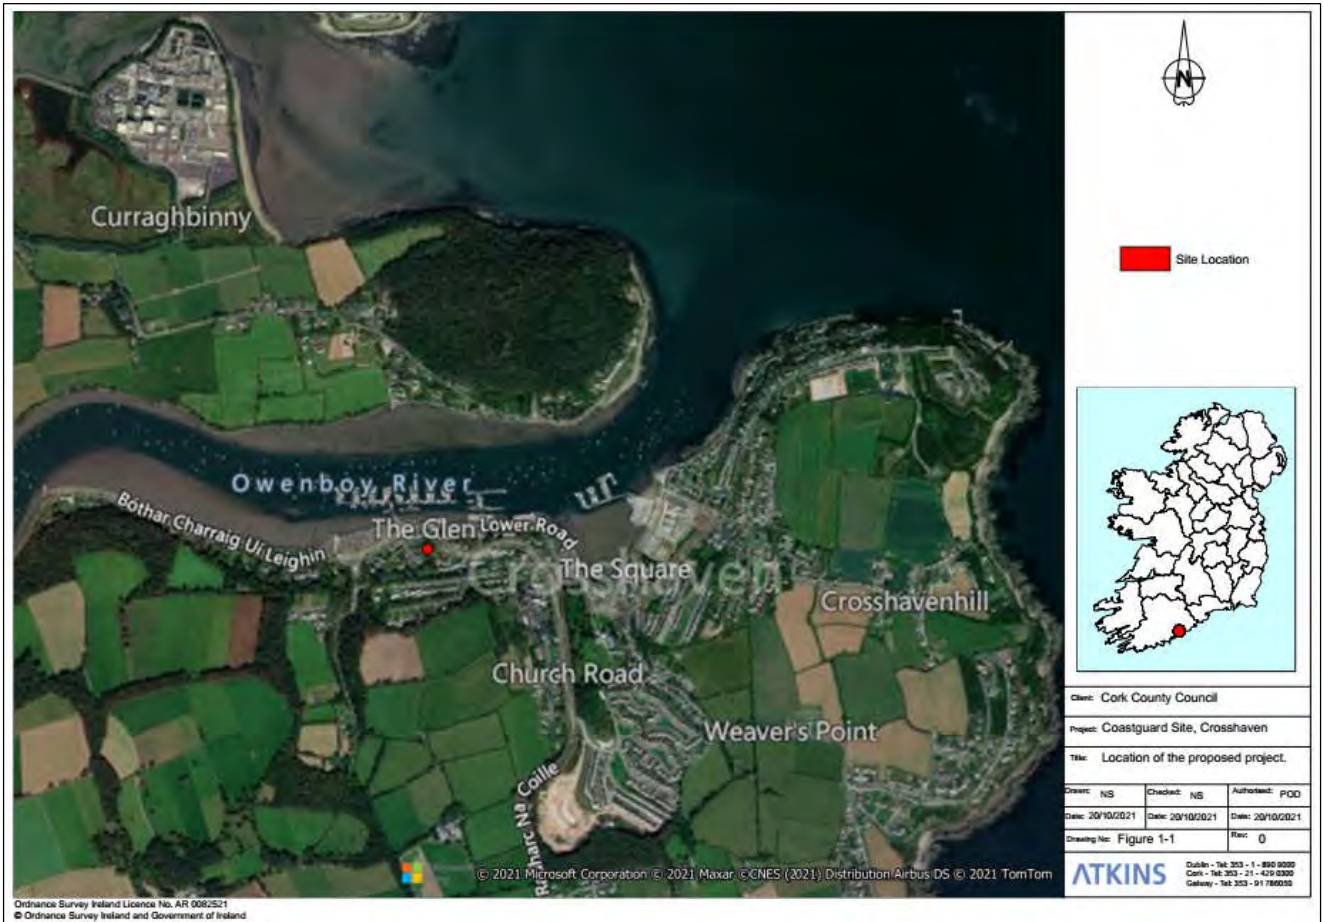 N
Site Location
Curraghbinny
Owenboy River
Bóthar Charraig Uí Leighin
The Glen
Lower Road
Crosshaven
The Square
Crosshavenhill
Church Road
Weaver's Point
Na Coille
© 2021 Microsoft Corporation © 2021 Maxar ©CNES (2021) Distribution Airbus DS © 2021 TomTom
Client: Cork County Council
Project: Coastguard Site, Crosshaven
Title: Location of the proposed project.
Drawn: NS Checked: NS Authorised: POD
Date: 20/10/2021 Date: 20/10/2021 Date: 20/10/2021
Drawing No: Figure 1-1 Rev: 0
ATKINS
Dublin - Tel: 353 - 1 - 890 9000
Cork - Tel: 353 - 21 - 429 0300
Galway - Tel: 353 - 91 786050
Ordnance Survey Ireland Licence No. AR 0082521
© Ordnance Survey Ireland and Government of Ireland